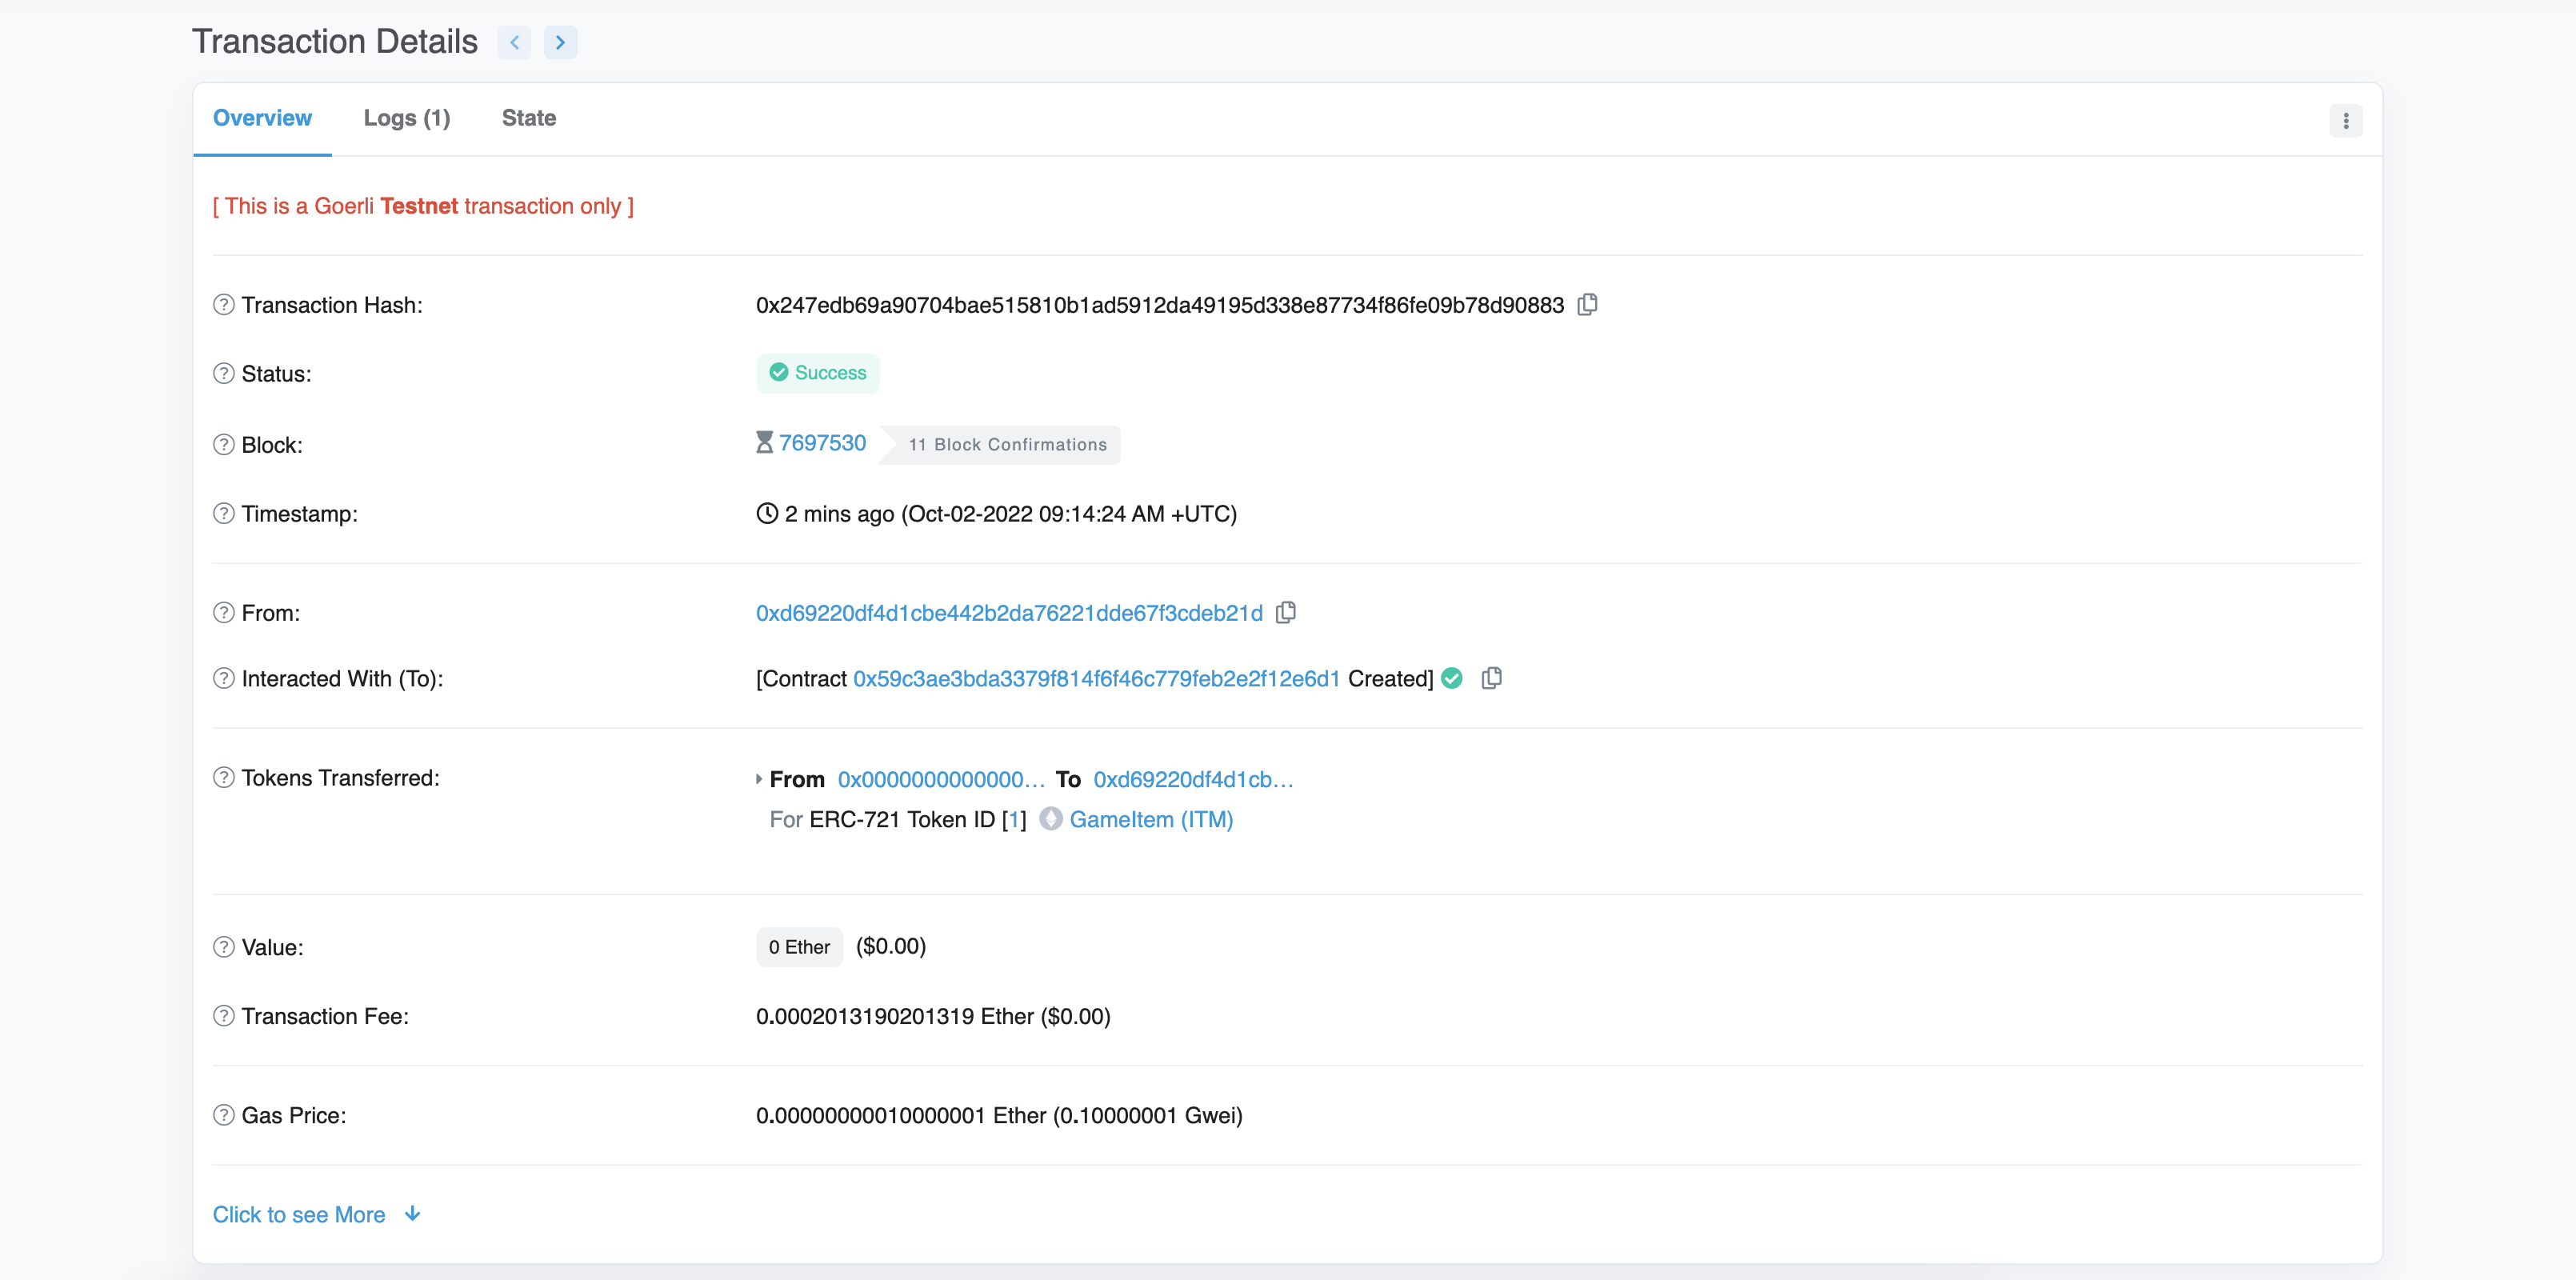 Transaction Details
Overview Logs (1) State
[ This is a Goerli Testnet transaction only ]
Transaction Hash: 0x247edb69a90704bae515810b1ad5912da49195d338e87734f86fe09b78d90883
Status: Success
Block: 7697530 11 Block Confirmations
Timestamp: 2 mins ago (Oct-02-2022 09:14:24 AM +UTC)
From: 0xd69220df4d1cbe442b2da76221dde67f3cdeb21d
Interacted With (To): [Contract 0x59c3ae3bda3379f814f6f46c779feb2e2f12e6d1 Created]
Tokens Transferred: From 0x0000000000000... To 0xd69220df4d1cb...
For ERC-721 Token ID [1] GameItem (ITM)
Value: 0 Ether ($0.00)
Transaction Fee: 0.0002013190201319 Ether ($0.00)
Gas Price: 0.00000000010000001 Ether (0.10000001 Gwei)
Click to see More